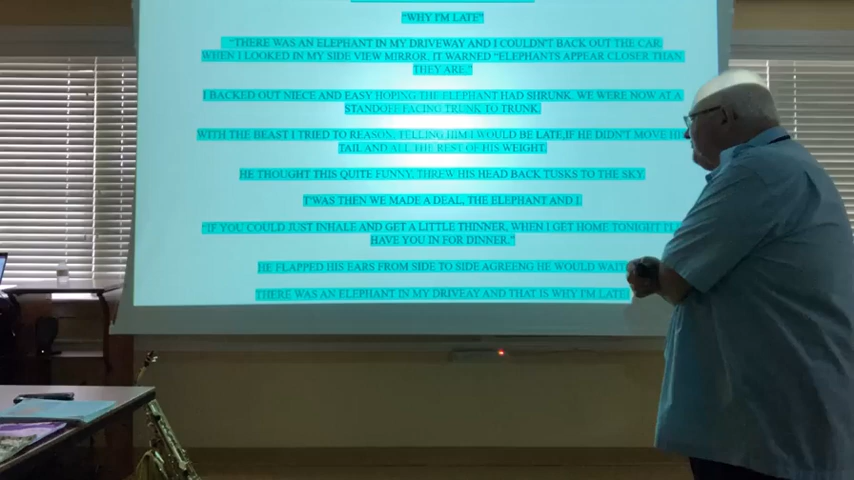 "WHY I'M LATE"
"THERE WAS AN ELEPHANT IN MY DRIVEWAY AND I COULDN'T BACK OUT THE CAR.
WHEN I LOOKED IN MY SIDE VIEW MIRROR, IT WARNED "ELEPHANTS APPEAR CLOSER THAN
THEY ARE."
I BACKED OUT NIECE AND EASY HOPING THE ELEPHANT HAD SHRUNK. WE WERE NOW AT A
STANDOFF FACING TRUNK TO TRUNK.
WITH THE BEAST I TRIED TO REASON, TELLING HIM I WOULD BE LATE,IF HE DIDN'T MOVE
TAIL AND ALL THE REST OF HIS WEIGHT.
HE THOUGHT THIS QUITE FUNNY, THREW HIS HEAD BACK TUSKS TO THE SKY.
T'WAS THEN WE MADE A DEAL, THE ELEPHANT AND I.
"IF YOU COULD JUST INHALE AND GET A LITTLE THINNER, WHEN I GET HOME TONIGHT
HAVE YOU IN FOR DINNER."
HE FLAPPED HIS EARS FROM SIDE TO SIDE AGREENG HE WOULD
THERE WAS AN ELEPHANT IN MY DRIVEAY AND THAT IS WHY I'M LATE